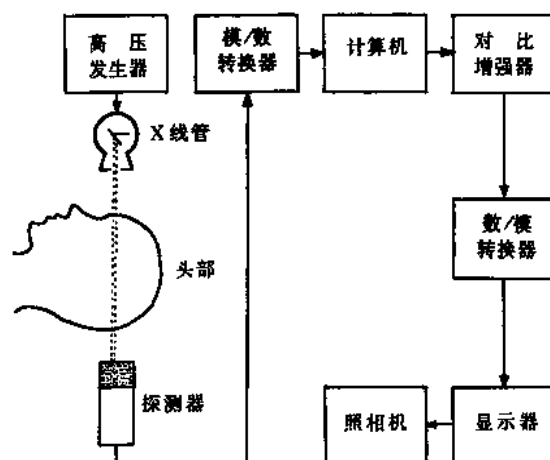 高 压
发生器
模/数
转换器
计算机
对 比
增强器
X 线管
数/模
转换器
头部
探测器
照相机
显示器